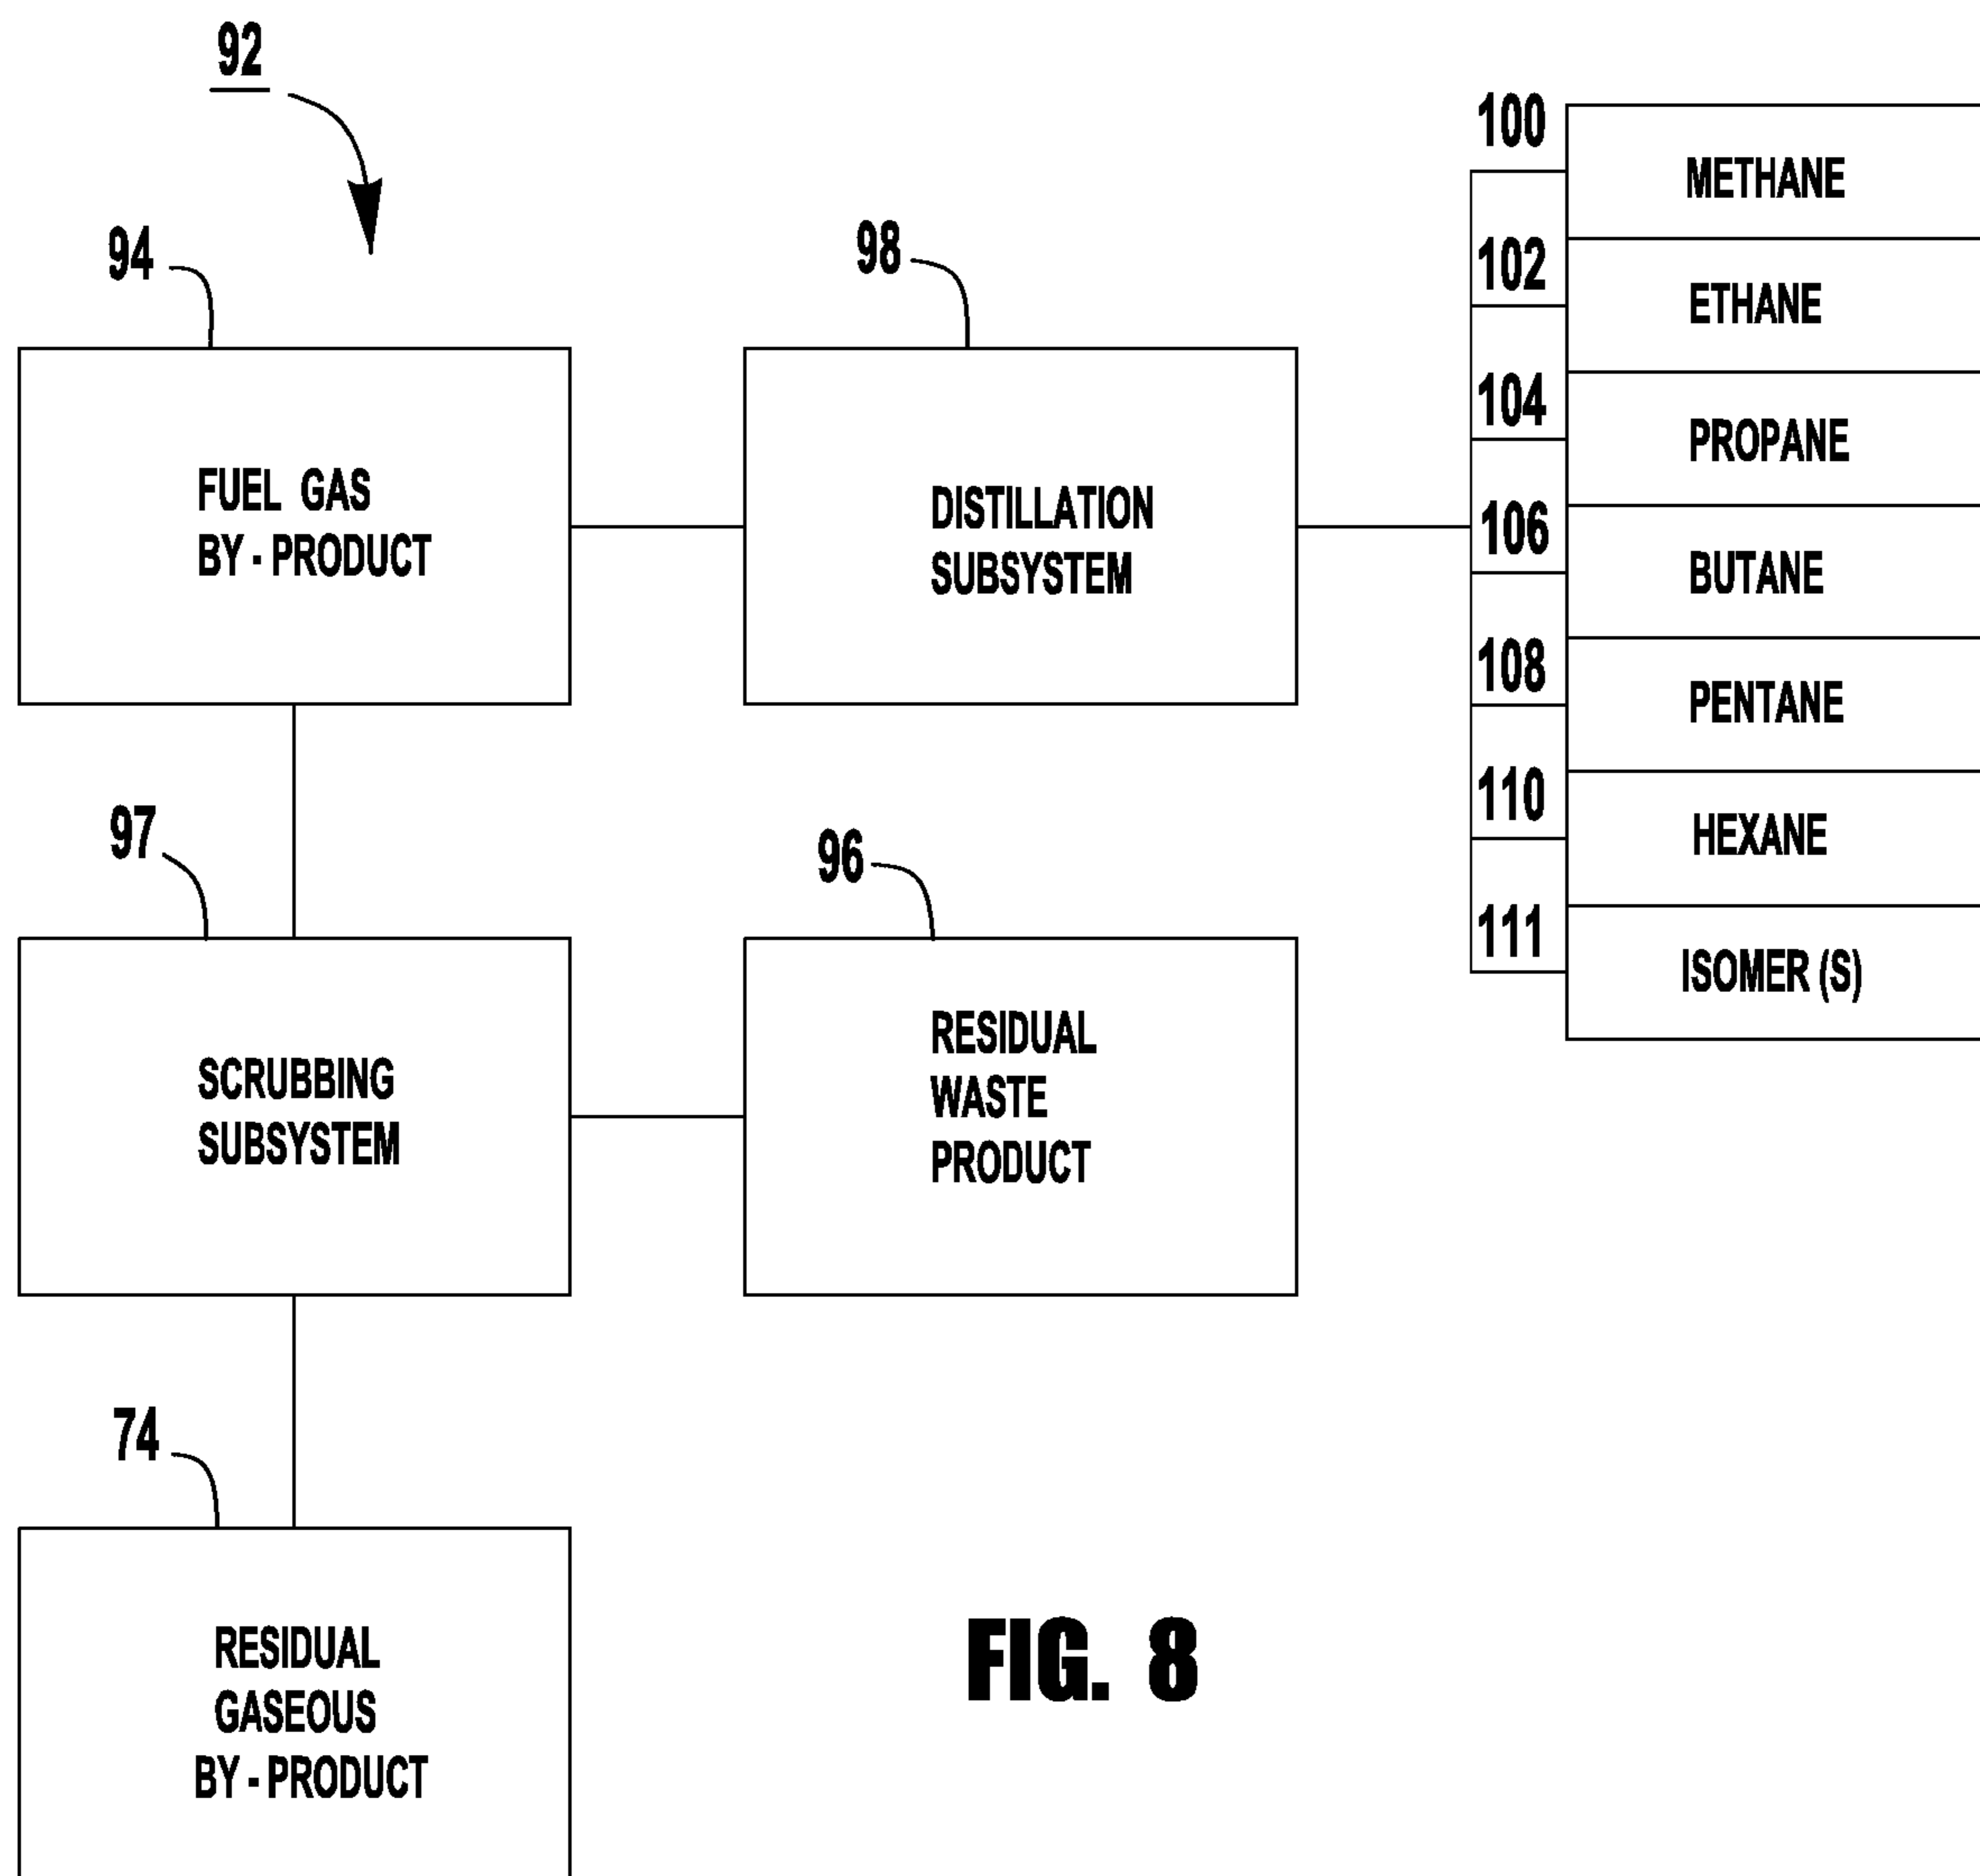 92
94
FUEL GAS
BY - PRODUCT
98
DISTILLATION
SUBSYSTEM
100
METHANE
102
ETHANE
104
PROPANE
106
BUTANE
108
PENTANE
110
HEXANE
111
ISOMER (S)
97
SCRUBBING
SUBSYSTEM
96
RESIDUAL
WASTE
PRODUCT
74
RESIDUAL
GASEOUS
BY - PRODUCT
FIG. 8